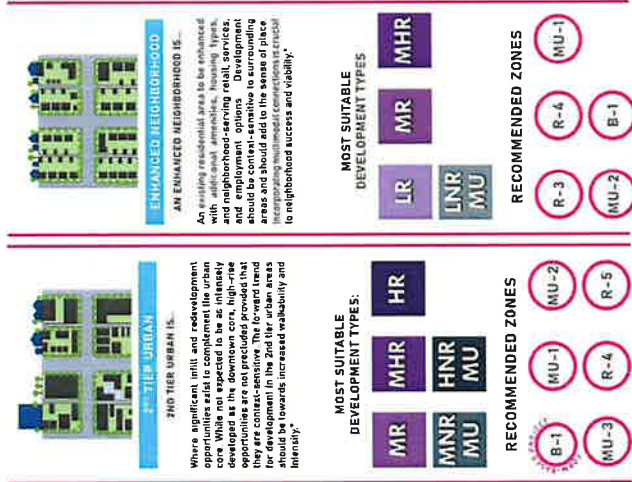 ENHANCED NEIGHBORHOOD
AN ENHANCED NEIGHBORHOOD IS...
An existing residential area to be enhanced
with additional amenities, housing types,
and neighborhood-serving retail, services,
and employment options. Development
should be context-sensitive to surrounding
areas and should add to the sense of place.
Incorporating multimodal connections is crucial
to neighborhood success and viability.*
MOST SUITABLE
DEVELOPMENT TYPES
LR
MR
MHR
LNR
MU
RECOMMENDED ZONES
R-3
R-4
MU-1
MU-2
B-1
2ND TIER URBAN
2ND TIER URBAN IS...
Where significant infill and redevelopment
opportunities exist to complement the urban
core. While not expected to be as intensely
developed as the downtown core, high-rise
opportunities are not precluded provided that
they are context-sensitive. The forward trend
for development in the 2nd tier urban areas
should be towards increased walkability and
intensity.*
MOST SUITABLE
DEVELOPMENT TYPES:
MR
MHR
HR
MNR
MU
HNR
MU
RECOMMENDED ZONES
B-1
MU-1
MU-2
MU-3
R-4
R-5